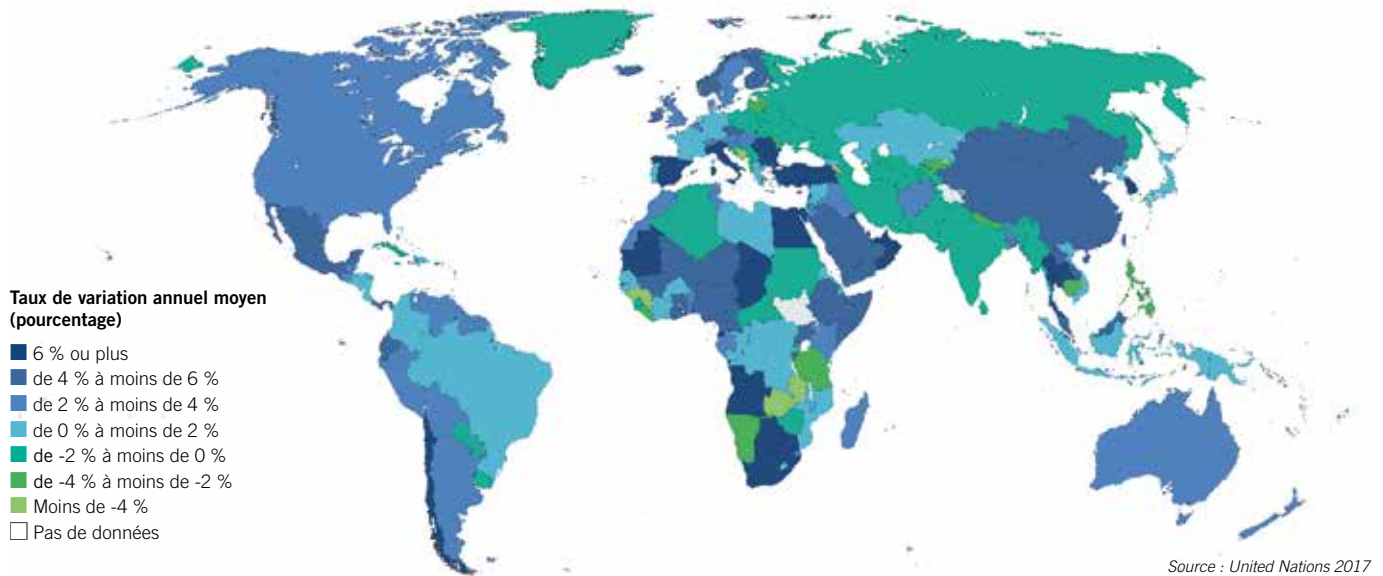 Taux de variation annuel moyen
(pourcentage)
6 % ou plus
de 4 % à moins de 6 %
de 2 % à moins de 4 %
de 0 % à moins de 2 %
de -2 % à moins de 0 %
de -4 % à moins de -2 %
Moins de -4 %
Pas de données
Source : United Nations 2017